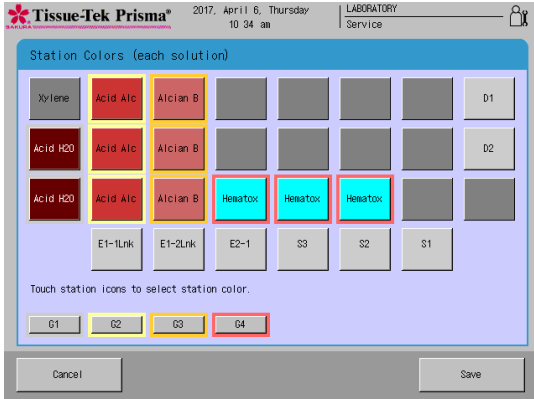 Tissue-Tek Prisma®
SAKURA
2017, April 6, Thursday
10 34 am
LABORATORY
Service
Station Colors (each solution)
Xylene Acid Alc Alcian B D1
Acid H2O Acid Alc Alcian B D2
Acid H2O Acid Alc Alcian B Hematox Hematox Hematox
E1-1Lnk E1-2Lnk E2-1 S3 S2 S1
Touch station icons to select station color.
G1 G2 G3 G4
Cancel Save